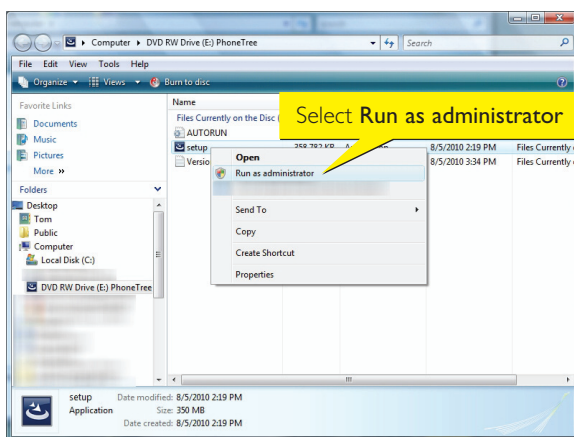 Computer ▸ DVD RW Drive (E:) PhoneTree
Search
File Edit View Tools Help
Organize Views Burn to disc
Favorite Links
Documents
Music
Pictures
More »
Folders
Desktop
Tom
Public
Computer
Local Disk (C:)
DVD RW Drive (E:) PhoneTree
Name
Files Currently on the Disc (
AUTORUN
setup 8/5/2010 2:19 PM Files Currently
Versio 8/5/2010 3:34 PM Files Currently
Select Run as administrator
Open
Run as administrator
Send To
Copy
Create Shortcut
Properties
setup Date modified: 8/5/2010 2:19 PM
Application Size: 350 MB
Date created: 8/5/2010 2:19 PM